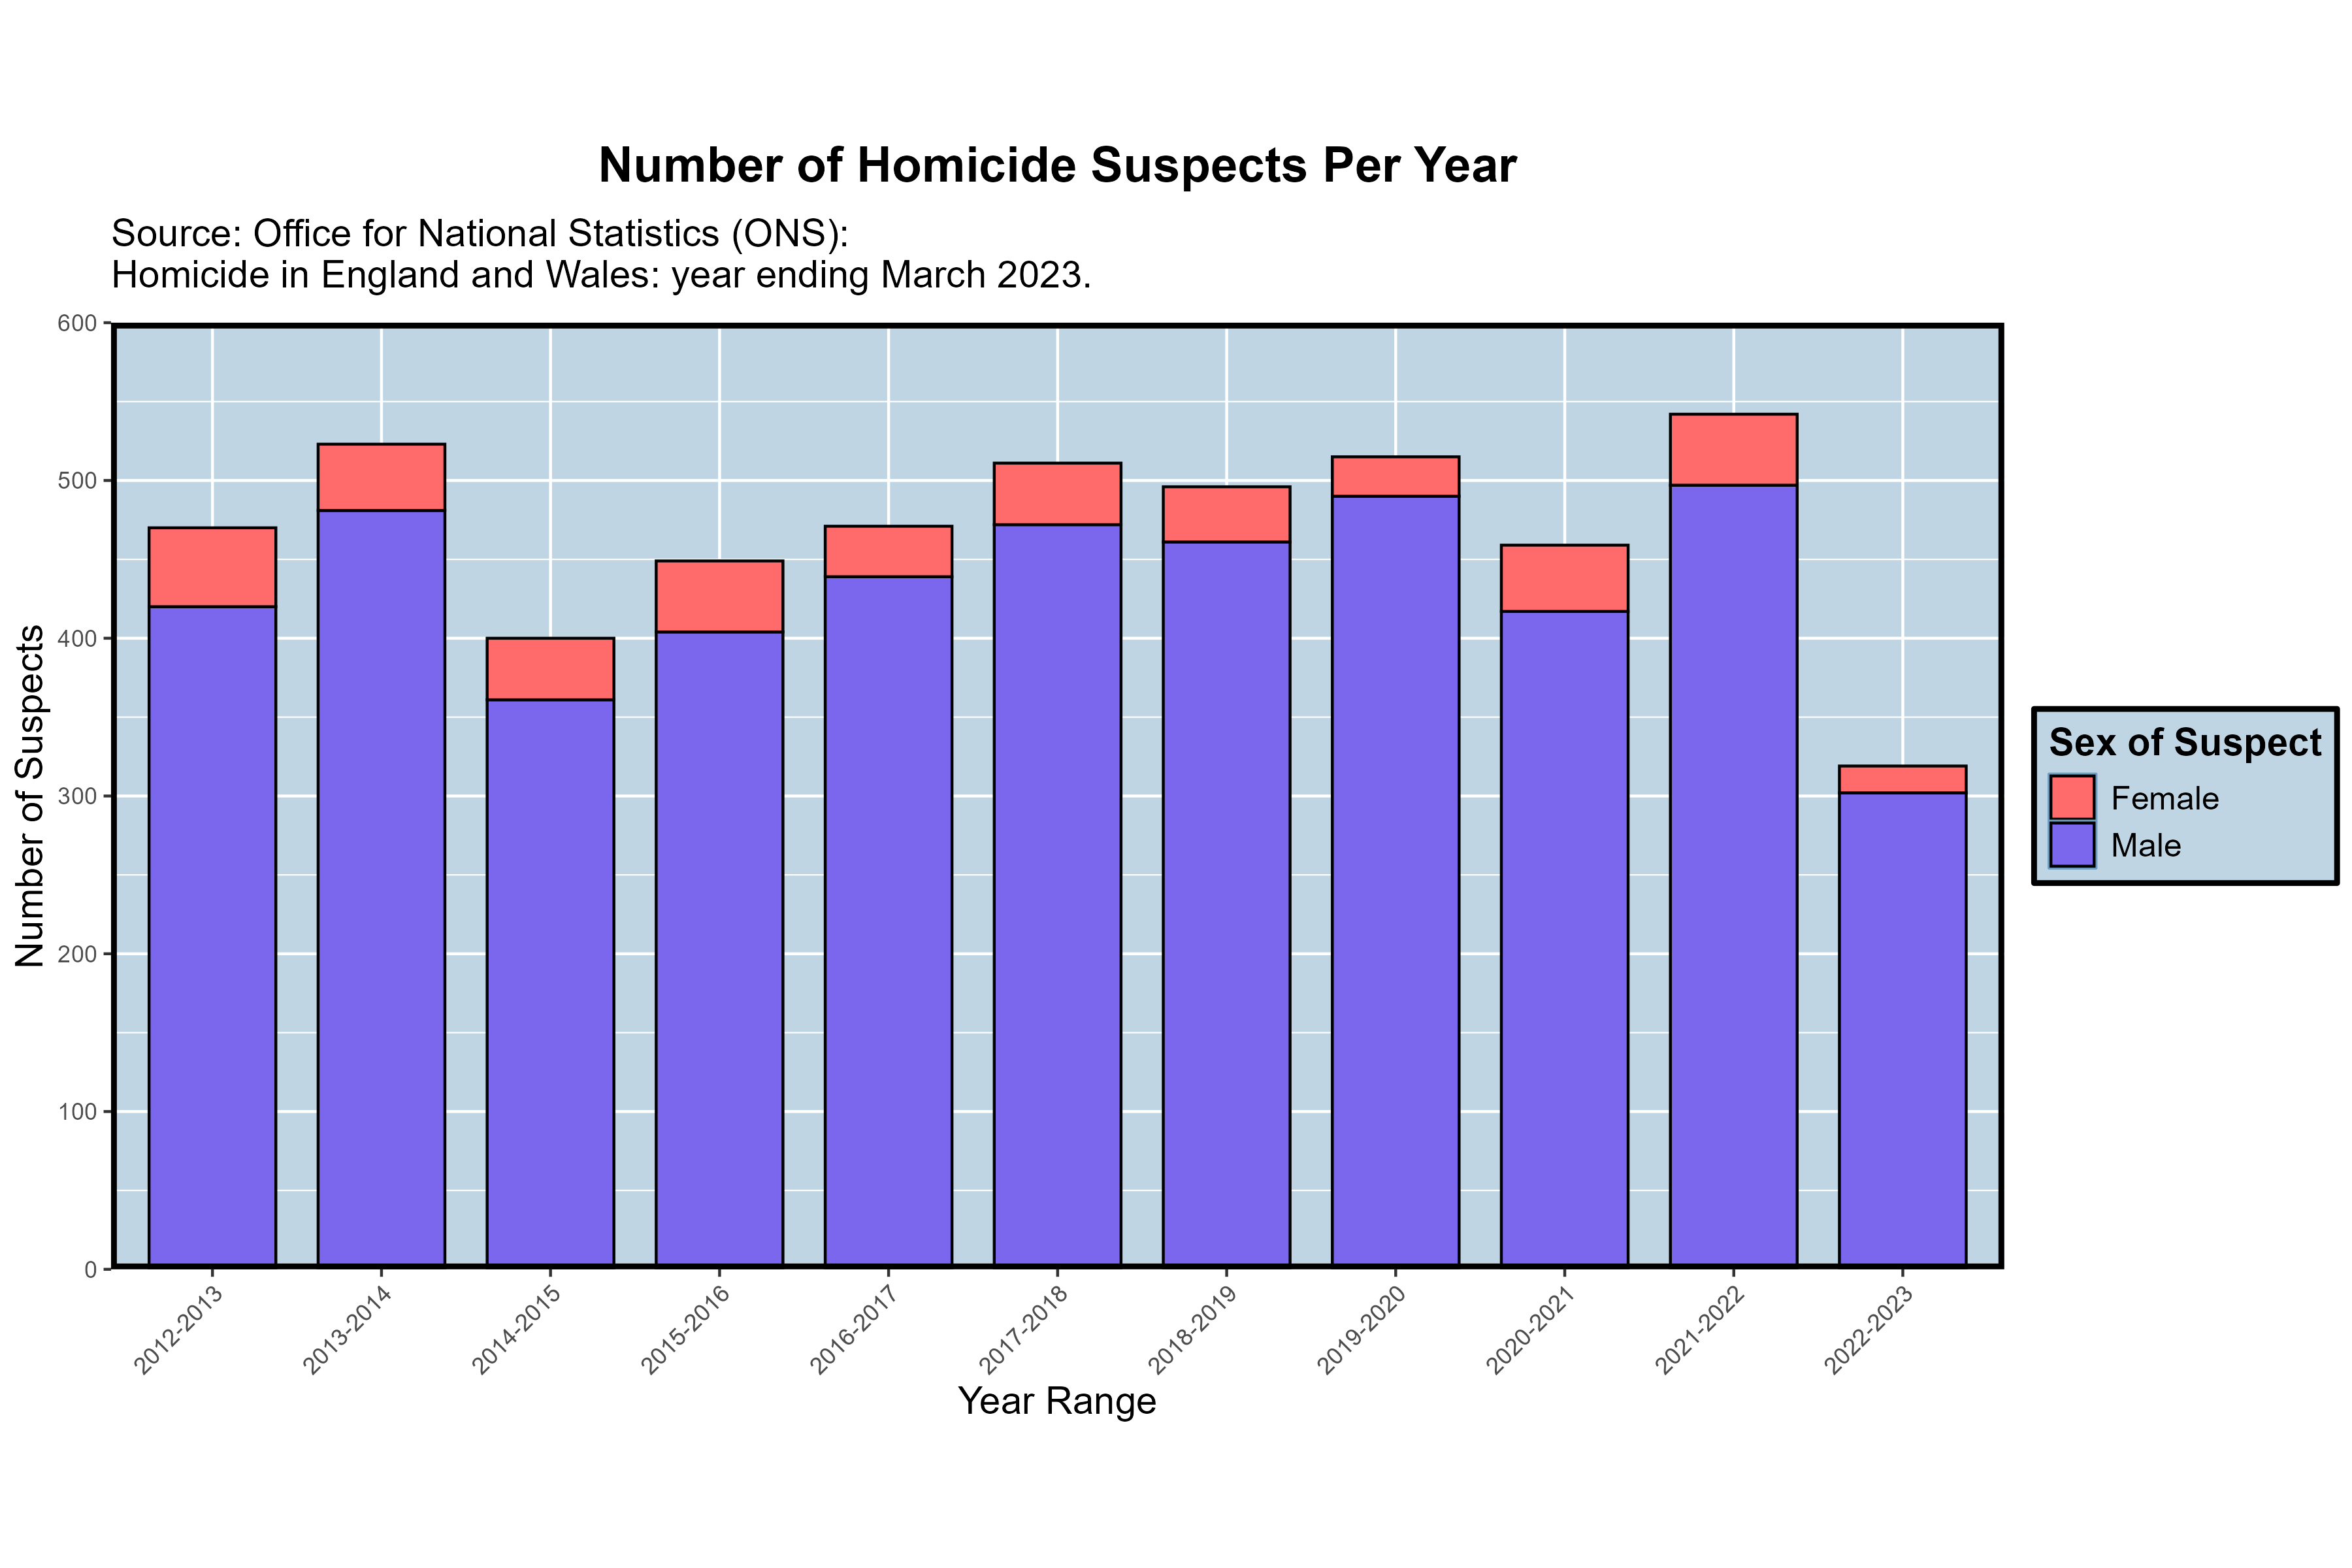 Number of Homicide Suspects Per Year
Source: Office for National Statistics (ONS):
Homicide in England and Wales: year ending March 2023.
600
500
400
300
200
100
0
Number of Suspects
2012-2013
2013-2014
2014-2015
2015-2016
2016-2017
2017-2018
2018-2019
2019-2020
2020-2021
2021-2022
2022-2023
Year Range
Sex of Suspect
Female
Male